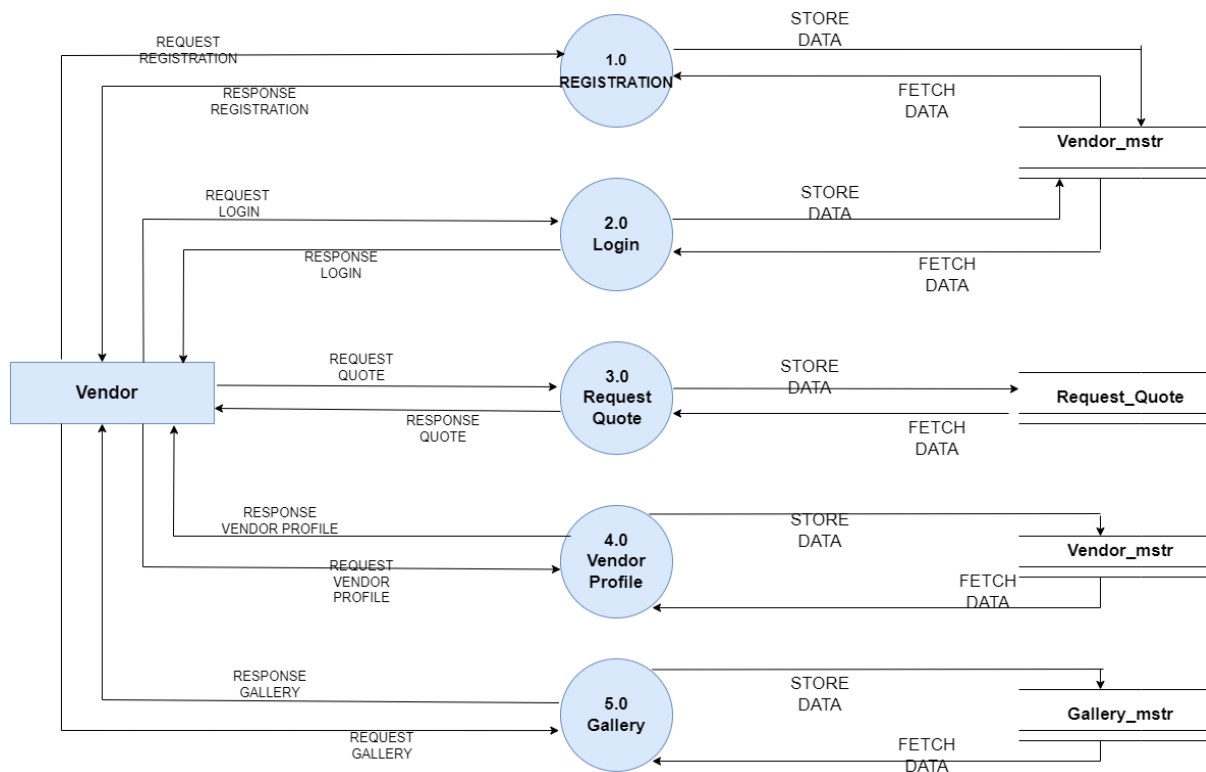 REQUEST
REGISTRATION
1.0
REGISTRATION
STORE
DATA
RESPONSE
REGISTRATION
FETCH
DATA
Vendor_mstr
REQUEST
LOGIN
2.0
Login
STORE
DATA
RESPONSE
LOGIN
FETCH
DATA
Vendor
REQUEST
QUOTE
3.0
Request
Quote
STORE
DATA
Request_Quote
RESPONSE
QUOTE
FETCH
DATA
RESPONSE
VENDOR PROFILE
4.0
Vendor
Profile
STORE
DATA
Vendor_mstr
REQUEST
VENDOR
PROFILE
FETCH
DATA
RESPONSE
GALLERY
5.0
Gallery
STORE
DATA
Gallery_mstr
REQUEST
GALLERY
FETCH
DATA